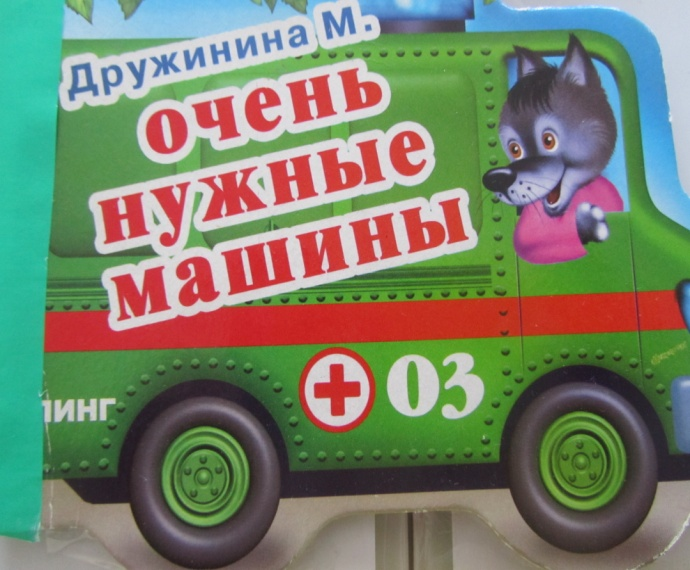 Дружинина М.
очень
нужные
машины
03